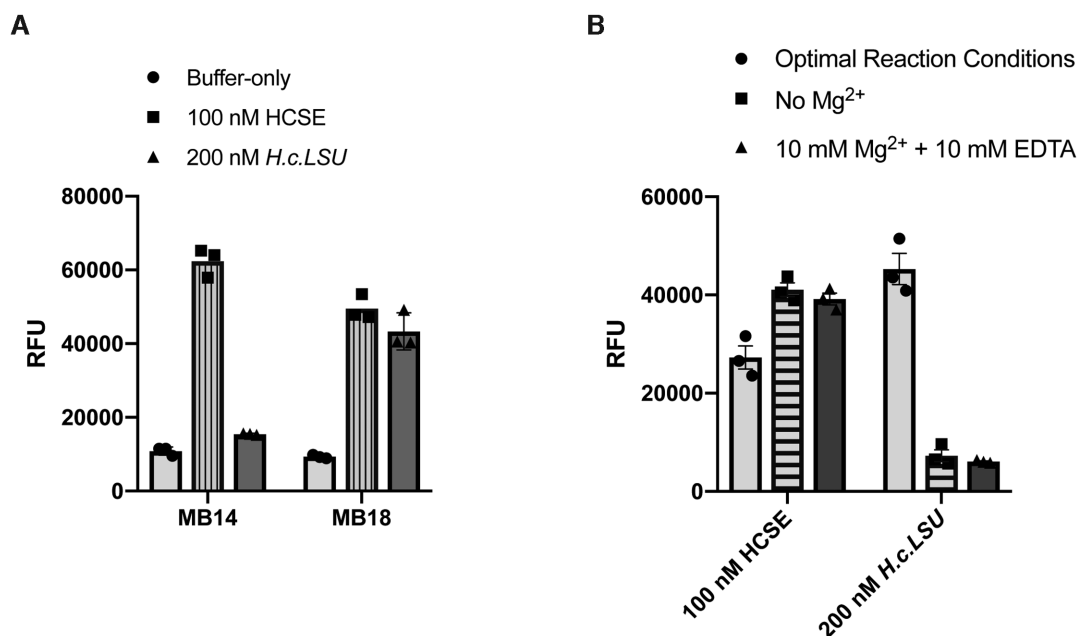 A
Buffer-only
100 nM HCSE
200 nM H.c.LSU
80000
60000
40000
20000
0
RFU
MB14 MB18
B
Optimal Reaction Conditions
No Mg²⁺
10 mM Mg²⁺ + 10 mM EDTA
60000
40000
20000
0
RFU
100 nM HCSE
200 nM H.c.LSU